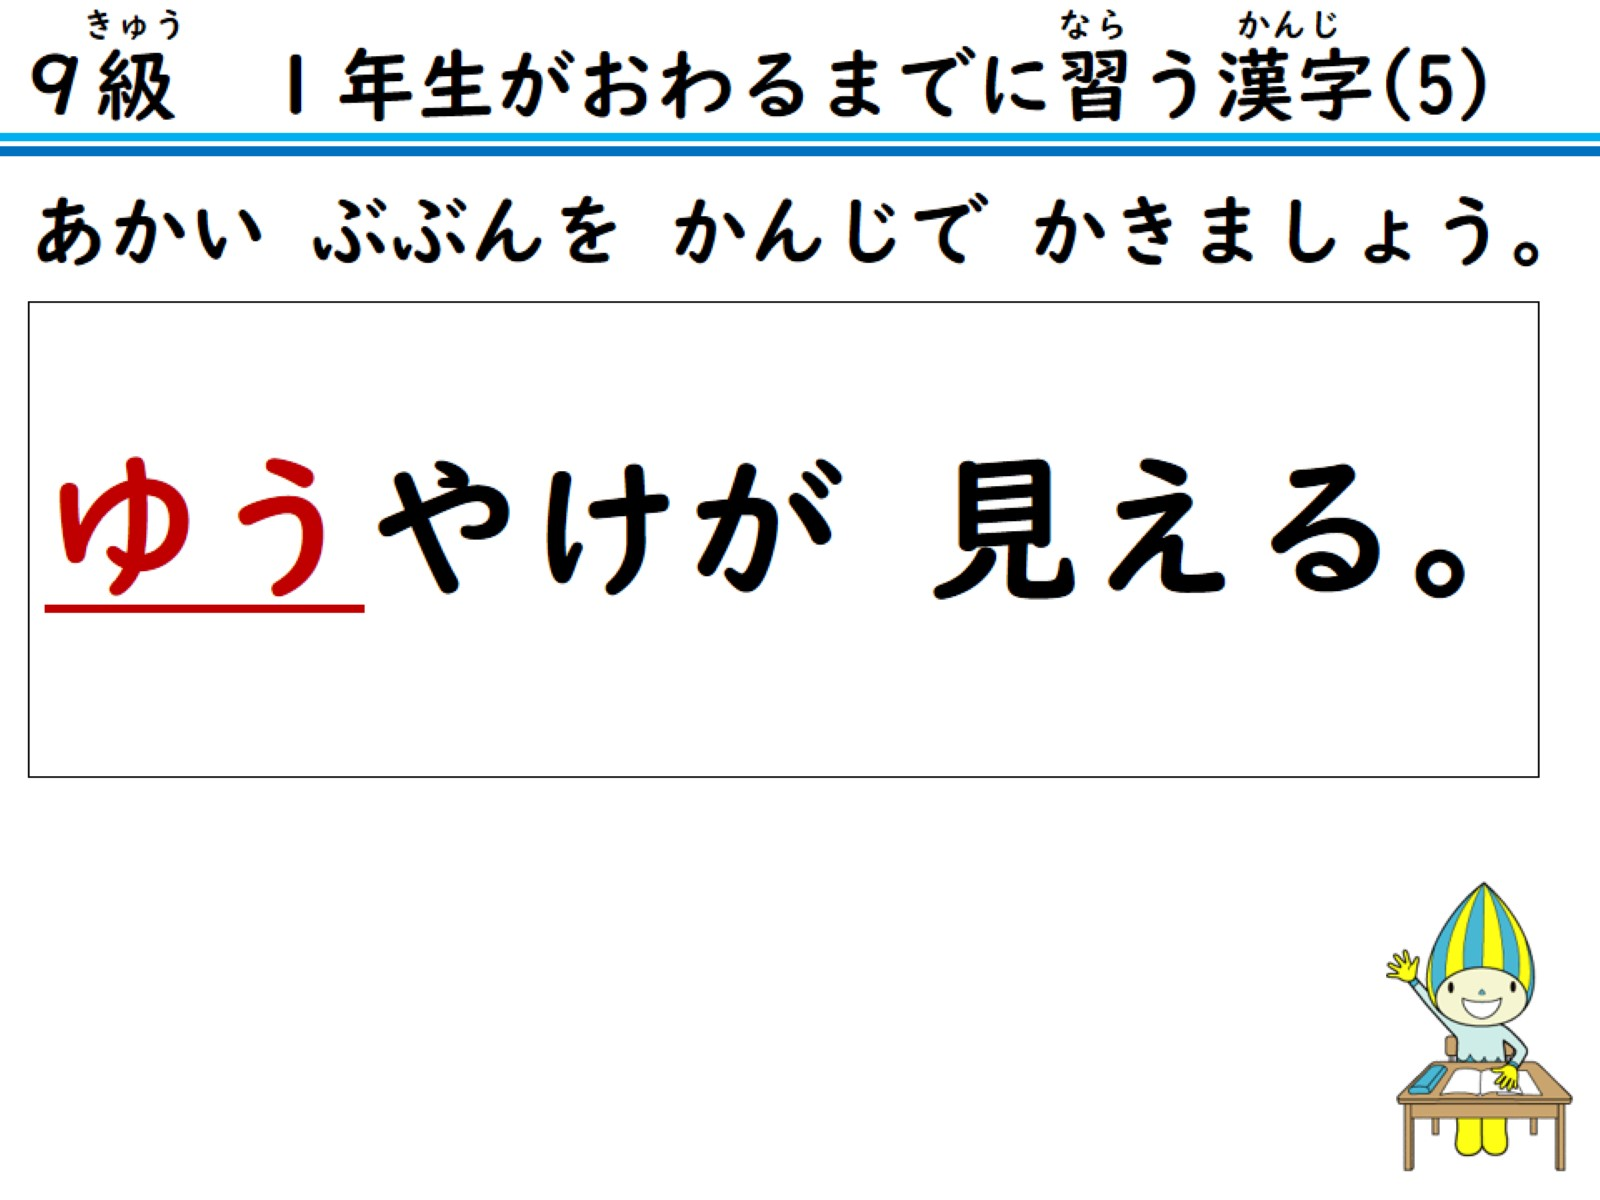 きゅう なら かんじ
9級 1年生がおわるまでに習う漢字(5)
あかい ぶぶんを かんじで かきましょう。
ゆうやけが 見える。